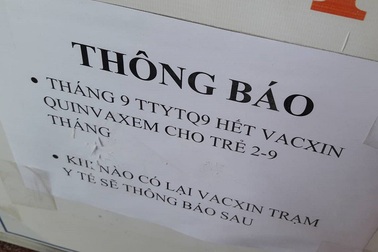 THÔNG BÁO
• THÁNG 9 TTYTQ9 HẾT VACXIN
QUINVAXEM CHO TRẺ 2-9
THÁNG
• KHI NÀO CÓ LẠI VACXIN TRẠM
Y TẾ SẼ THÔNG BÁO SAU